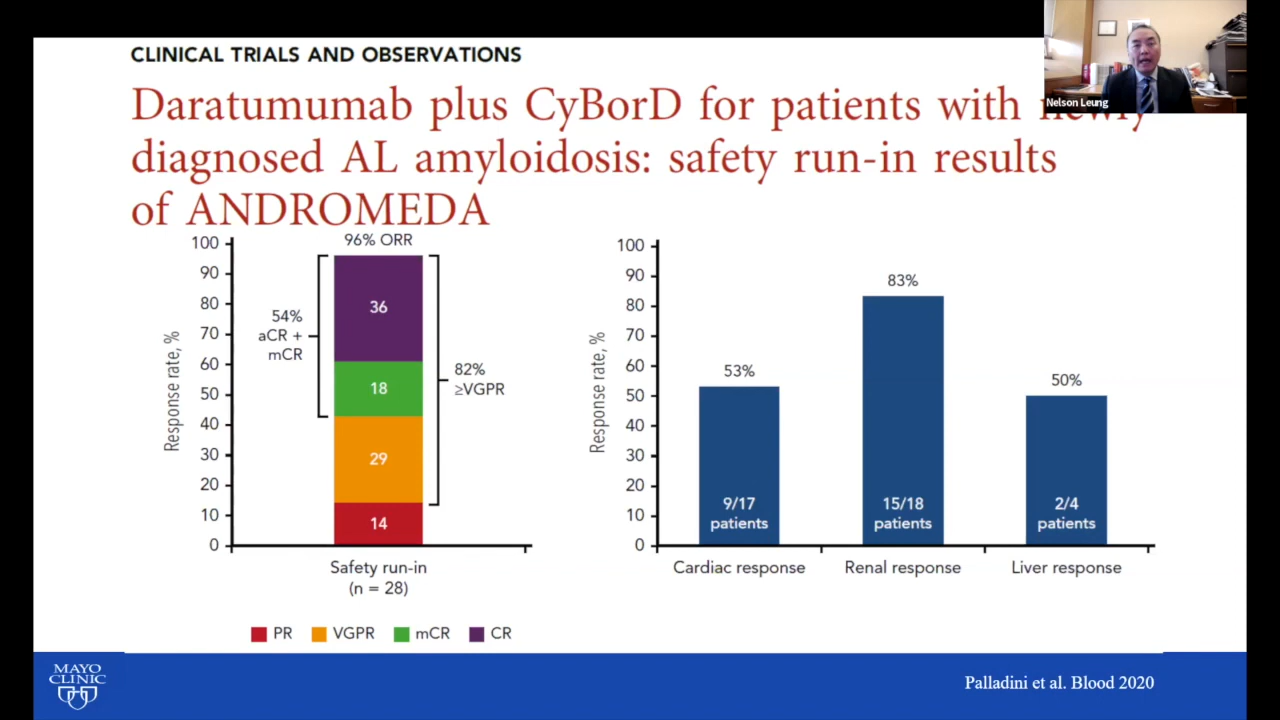 CLINICAL TRIALS AND OBSERVATIONS
Daratumumab plus CyBorD for patients with newly
diagnosed AL amyloidosis: safety run-in results
of ANDROMEDA
Nelson Leung
96% ORR
100
90
80
70
60
50
40
30
20
10
0
Response rate, %
54%
aCR +
mCR
36
18
29
14
82%
≥VGPR
Safety run-in
(n = 28)
PR VGPR mCR CR
100
90
80
70
60
50
40
30
20
10
0
Response rate, %
53%
83%
50%
9/17
patients
15/18
patients
2/4
patients
Cardiac response Renal response Liver response
MAYO
CLINIC
Palladini et al. Blood 2020